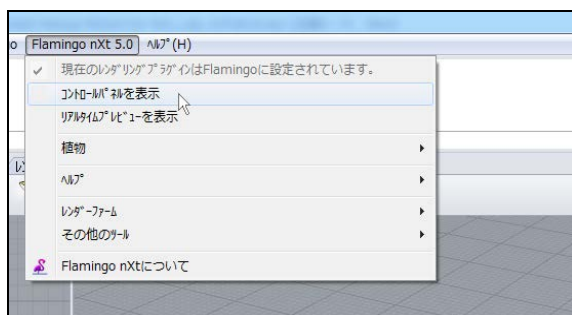 Flamingo nXt 5.0 ﾍﾙﾌﾟ(H)
現在のﾚﾝﾀﾞﾘﾝｸﾞﾌﾟﾗｸﾞｲﾝはFlamingoに設定されています。
ｺﾝﾄﾛｰﾙﾊﾟﾈﾙを表示
ﾘｱﾙﾀｲﾑﾌﾟﾚﾋﾞｭｰを表示
植物
ﾍﾙﾌﾟ
ﾚﾝﾀﾞｰﾌｧｰﾑ
その他のﾂｰﾙ
Flamingo nXtについて